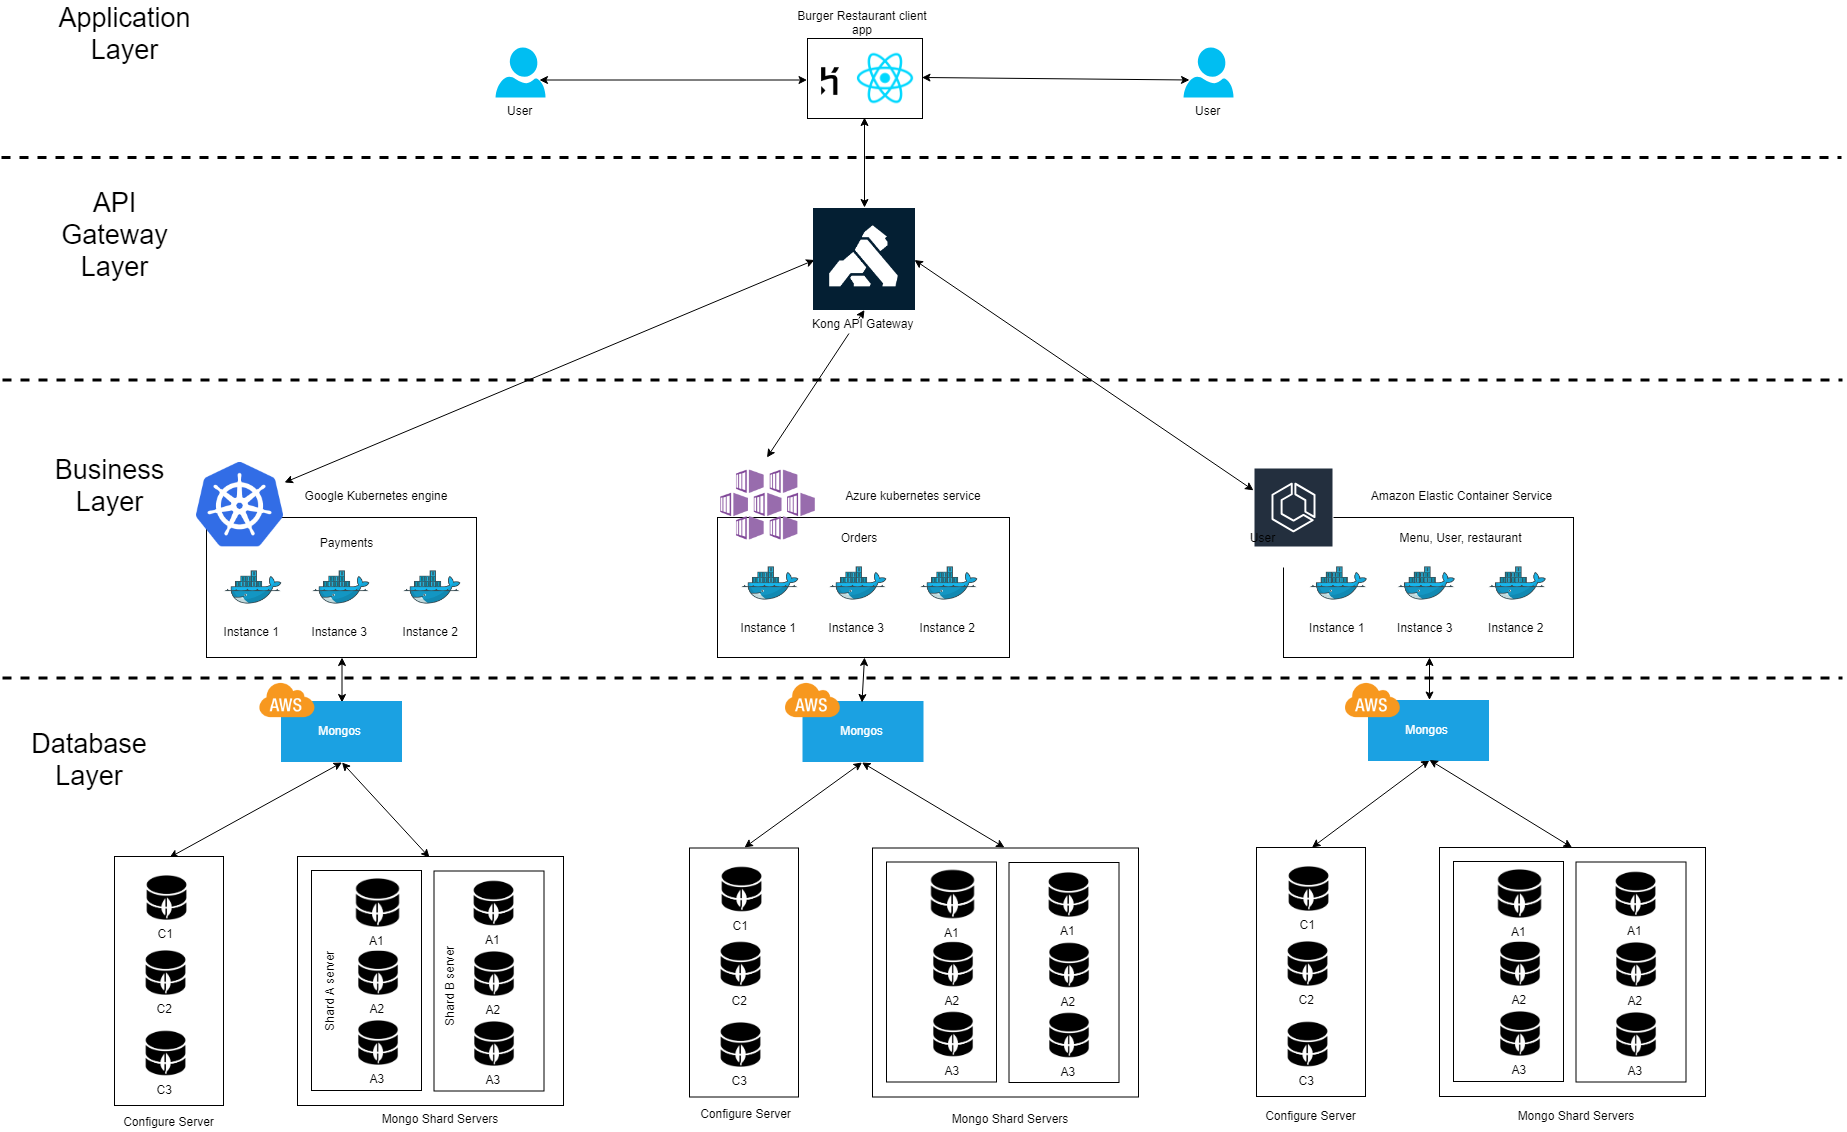 Application
Layer
Burger Restaurant client
app
User
User
API
Gateway
Layer
Kong API Gateway
Business
Layer
Google Kubernetes engine
Azure kubernetes service
Amazon Elastic Container Service
Payments
Orders
User
Menu, User, restaurant
Instance 1
Instance 3
Instance 2
Instance 1
Instance 3
Instance 2
Instance 1
Instance 3
Instance 2
Database
Layer
AWS
Mongos
AWS
Mongos
AWS
Mongos
C1
C2
C3
Configure Server
Shard A server
A1
A2
A3
Shard B server
A1
A2
A3
Mongo Shard Servers
C1
C2
C3
Configure Server
A1
A2
A3
A1
A2
A3
Mongo Shard Servers
C1
C2
C3
Configure Server
A1
A2
A3
A1
A2
A3
Mongo Shard Servers